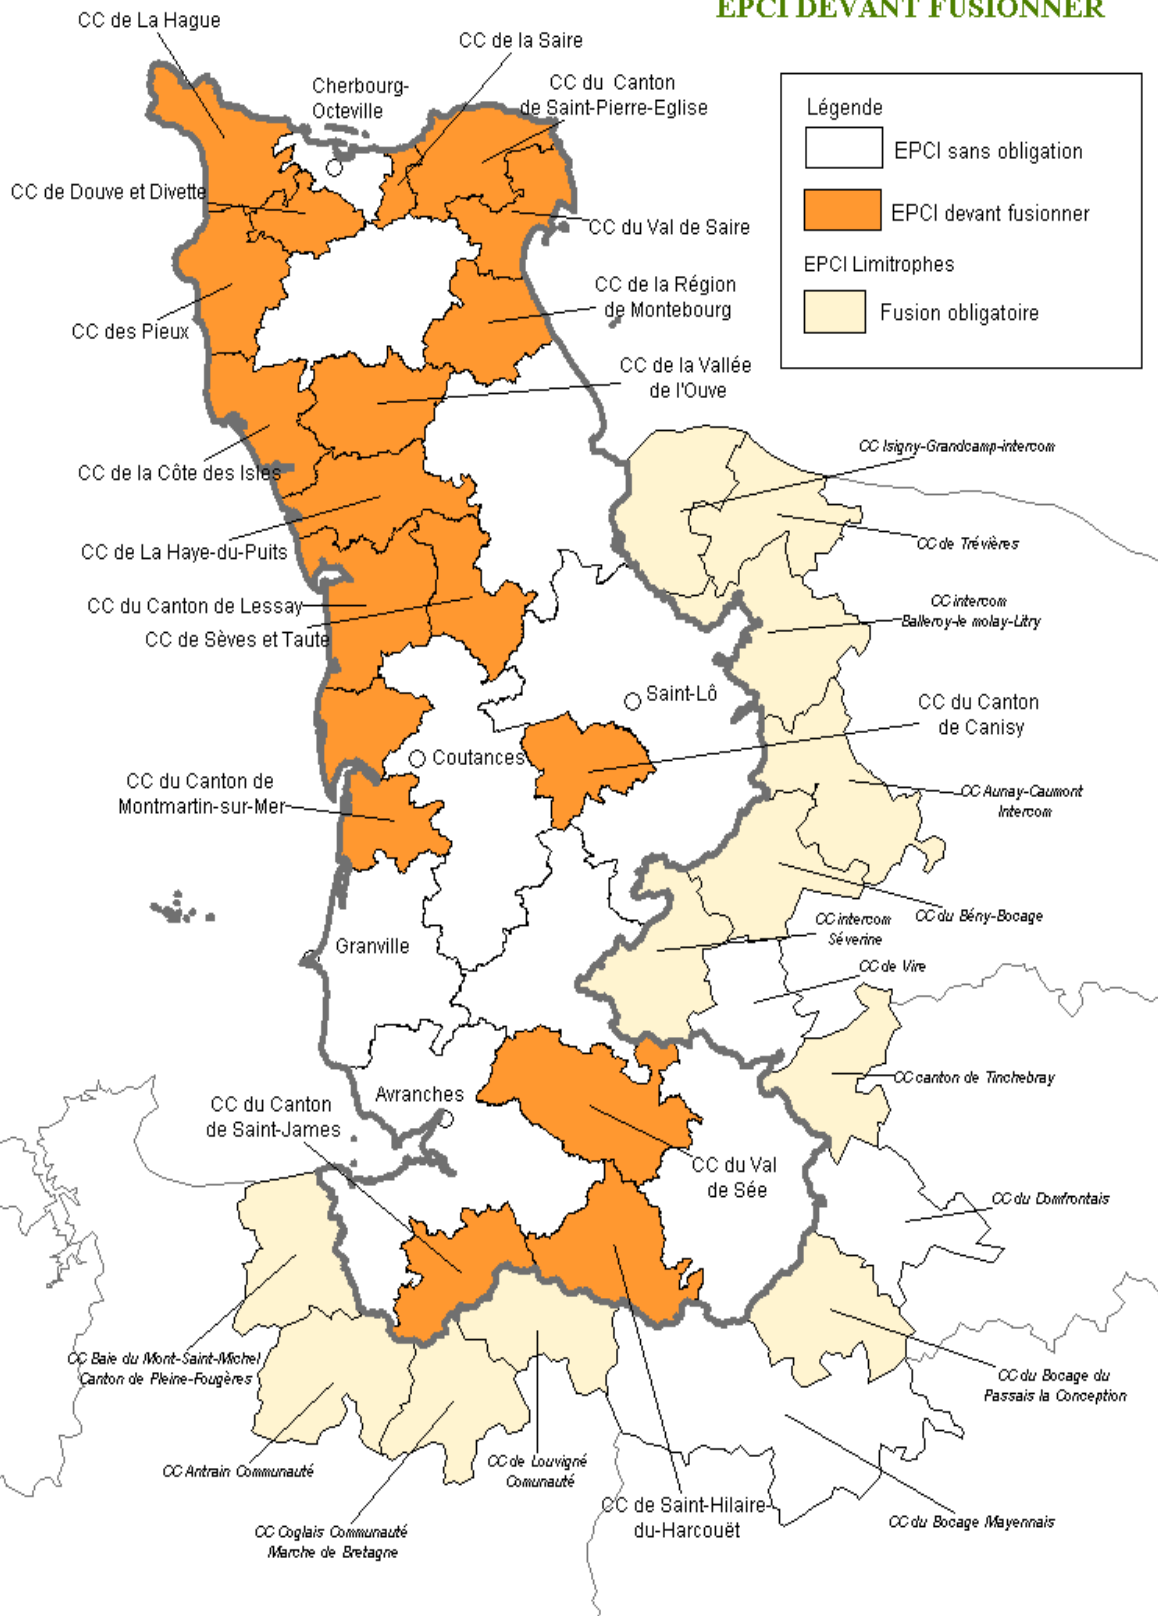 EPCI DEVANT FUSIONNER
CC de La Hague
CC de la Saire
Cherbourg-
Octeville
CC du Canton
de Saint-Pierre-Eglise
Légende
EPCI sans obligation
EPCI devant fusionner
EPCI Limitrophes
Fusion obligatoire
CC de Douve et Divette
CC du Val de Saire
CC de la Région
de Montebourg
CC des Pieux
CC de la Vallée
de l'Ouve
CC de la Côte des Isles
CC Isigny-Grandcamp-intercom
CC de La Haye-du-Puits
CC de Trévières
CC du Canton de Lessay
CC de Sèves et Taute
CC intercom
Balleroy-le molay-Litry
Saint-Lô
CC du Canton
de Canisy
Coutances
CC du Canton de
Montmartin-sur-Mer
CC Aunay-Caumont
Intercom
CC du Bény-Bocage
CC intercom
Séverine
Granville
CC de Vire
CC canton de Tinchebray
Avranches
CC du Canton
de Saint-James
CC du Val
de Sée
CC du Domfrontais
CC Baie du Mont-Saint-Michel
Canton de Pleine-Fougères
CC du Bocage du
Passais la Conception
CC Antrain Communauté
CC de Louvigné
Comunauté
CC de Saint-Hilaire-
du-Harcouët
CC du Bocage Mayennais
CC Coglais Communauté
Marche de Bretagne